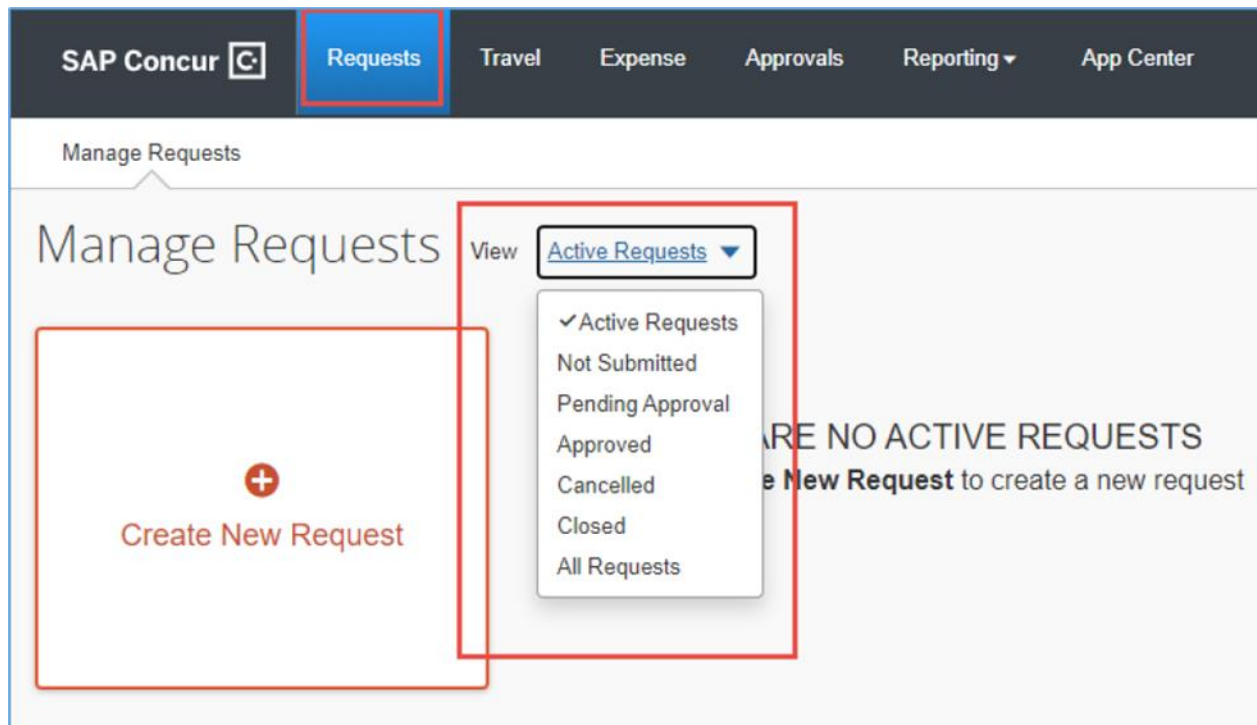 SAP Concur C.
Requests
Travel
Expense
Approvals
Reporting
App Center
Manage Requests
Manage Requests
View
Active Requests
Active Requests
Not Submitted
Pending Approval
Approved
Cancelled
Closed
All Requests
ARE NO ACTIVE REQUESTS
New Request to create a new request
Create New Request